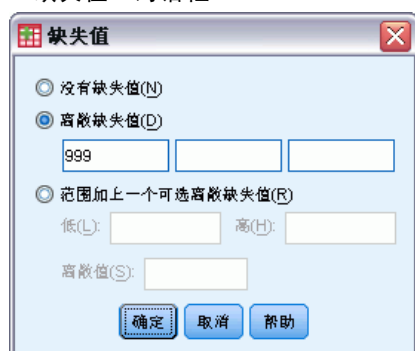 缺失值
没有缺失值(N)
离散缺失值(D)
999
范围加上一个可选离散缺失值(R)
低(L): 高(H):
离散值(S):
确定 取消 帮助